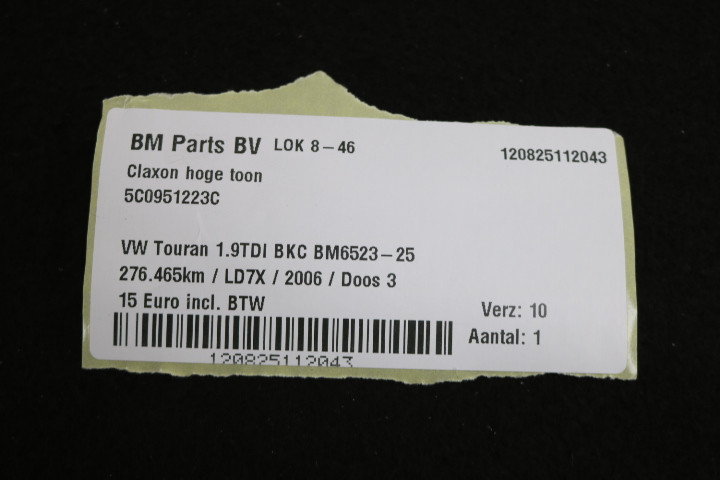 BM Parts BV LOK 8-46
120825112043
Claxon hoge toon
5C0951223C
VW Touran 1.9TDI BKC BM6523-25
276.465km / LD7X / 2006 / Doos 3
15 Euro incl. BTW
Verz: 10
Aantal: 1
120825112043